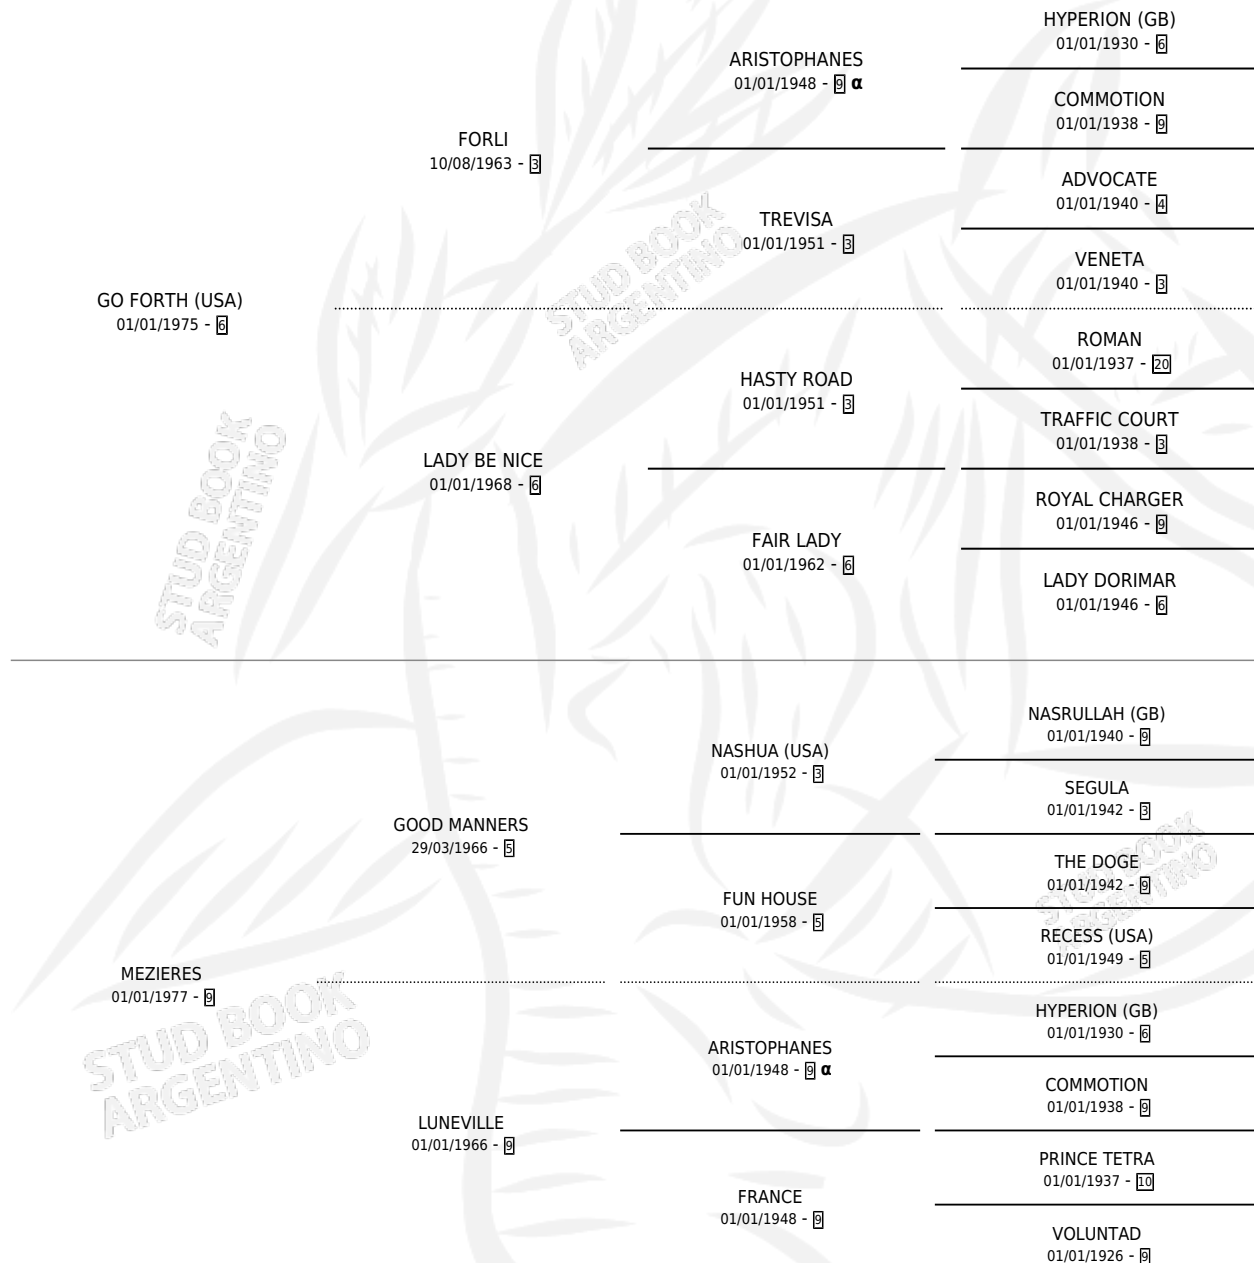 HYPERION (GB)
01/01/1930 - 6
ARISTOPHANES
01/01/1948 - 9 α
COMMOTION
01/01/1938 - 9
FORLI
10/08/1963 - 3
ADVOCATE
01/01/1940 - 4
TREVISA
01/01/1951 - 3
VENETA
01/01/1940 - 3
GO FORTH (USA)
01/01/1975 - 6
ROMAN
01/01/1937 - 20
HASTY ROAD
01/01/1951 - 3
TRAFFIC COURT
01/01/1938 - 3
LADY BE NICE
01/01/1968 - 6
ROYAL CHARGER
01/01/1946 - 9
FAIR LADY
01/01/1962 - 6
LADY DORIMAR
01/01/1946 - 6
NASRULLAH (GB)
01/01/1940 - 9
NASHUA (USA)
01/01/1952 - 3
SEGULA
01/01/1942 - 3
GOOD MANNERS
29/03/1966 - 5
THE DOGE
01/01/1942 - 9
FUN HOUSE
01/01/1958 - 5
RECESS (USA)
01/01/1949 - 5
MEZIERES
01/01/1977 - 9
HYPERION (GB)
01/01/1930 - 6
ARISTOPHANES
01/01/1948 - 9 α
COMMOTION
01/01/1938 - 9
LUNEVILLE
01/01/1966 - 9
PRINCE TETRA
01/01/1937 - 10
FRANCE
01/01/1948 - 9
VOLUNTAD
01/01/1926 - 9
STUD BOOK
ARGENTINO
STUD BOOK
ARGENTINO
STUD BOOK
ARGENTINO
STUD BOOK
ARGENTINO